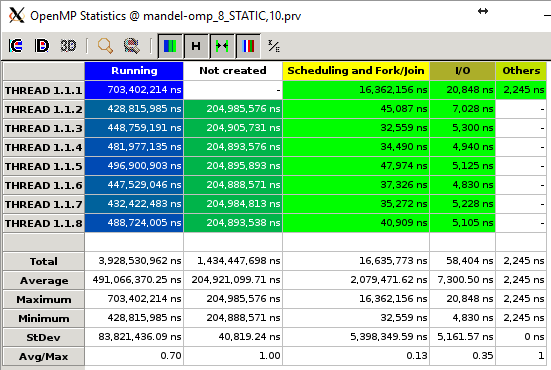 OpenMP Statistics @ mandel-omp_8_STATIC,10.prv
3D H
Running Not created Scheduling and Fork/Join I/O Others
THREAD 1.1.1 703,402,214 ns - 16,362,156 ns 20,848 ns 2,245 ns
THREAD 1.1.2 428,815,985 ns 204,985,576 ns 45,087 ns 7,028 ns -
THREAD 1.1.3 448,759,191 ns 204,905,731 ns 32,559 ns 5,300 ns -
THREAD 1.1.4 481,977,135 ns 204,893,576 ns 34,490 ns 4,940 ns -
THREAD 1.1.5 496,900,903 ns 204,895,893 ns 47,974 ns 5,125 ns -
THREAD 1.1.6 447,529,046 ns 204,888,571 ns 37,326 ns 4,830 ns -
THREAD 1.1.7 432,422,483 ns 204,984,813 ns 35,272 ns 5,228 ns -
THREAD 1.1.8 488,724,005 ns 204,893,538 ns 40,909 ns 5,105 ns -
Total 3,928,530,962 ns 1,434,447,698 ns 16,635,773 ns 58,404 ns 2,245 ns
Average 491,066,370.25 ns 204,921,099.71 ns 2,079,471.62 ns 7,300.50 ns 2,245 ns
Maximum 703,402,214 ns 204,985,576 ns 16,362,156 ns 20,848 ns 2,245 ns
Minimum 428,815,985 ns 204,888,571 ns 32,559 ns 4,830 ns 2,245 ns
StDev 83,821,436.09 ns 40,819.24 ns 5,398,349.59 ns 5,161.57 ns 0 ns
Avg/Max 0.70 1.00 0.13 0.35 1